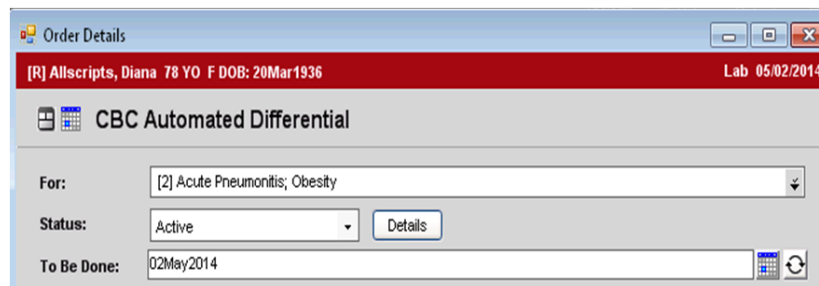 Order Details
[R] Allscripts, Diana 78 YO F DOB: 20Mar1936 Lab 05/02/2014
CBC Automated Differential
For: [2] Acute Pneumonitis; Obesity
Status: Active Details
To Be Done: 02May2014